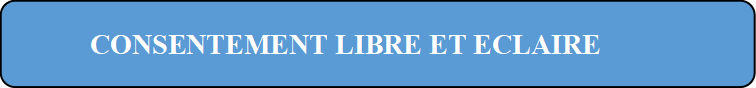 CONSENTEMENT LIBRE ET ECLAIRE